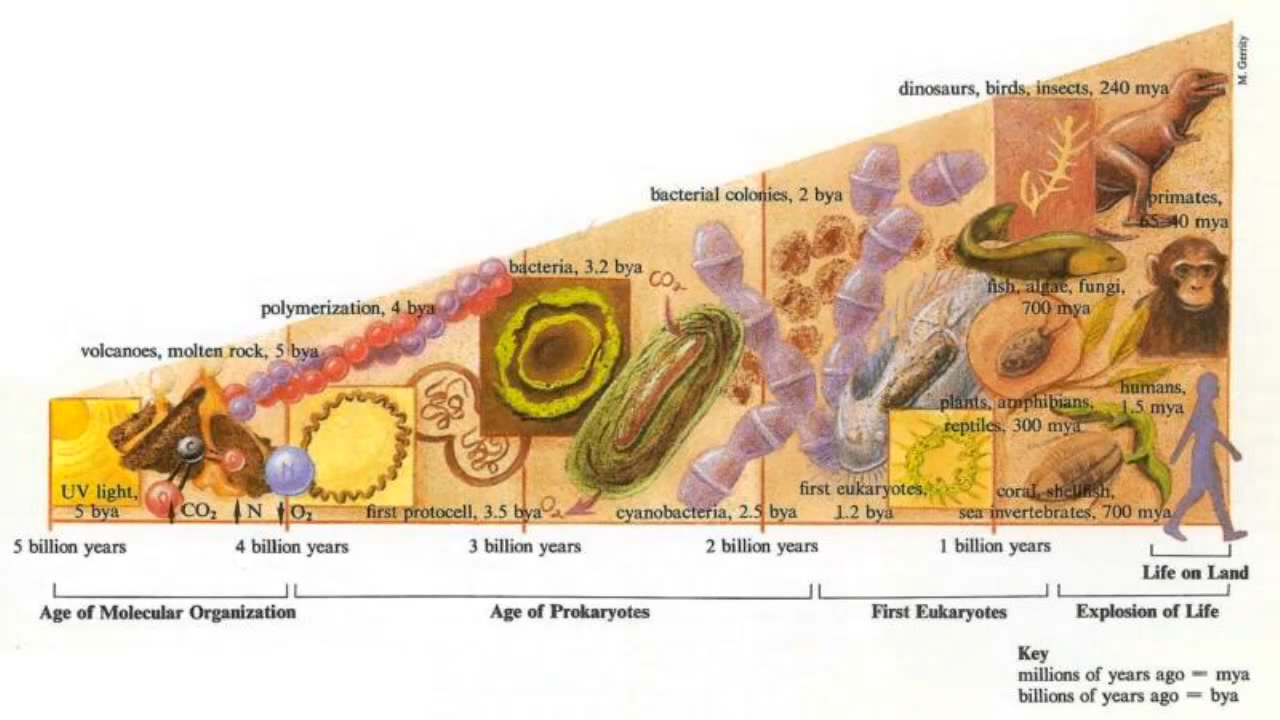 M. Gerrity
dinosaurs, birds, insects, 240 mya
bacterial colonies, 2 bya
primates,
65–40 mya
bacteria, 3.2 bya
CO₂
fish, algae, fungi,
700 mya
polymerization, 4 bya
volcanoes, molten rock, 5 bya
humans,
1.5 mya
plants, amphibians,
reptiles, 300 mya
N
UV light,
5 bya
CO₂
N
O₂
first protocell, 3.5 bya
O₂
cyanobacteria, 2.5 bya
first eukaryotes,
1.2 bya
coral, shellfish,
sea invertebrates, 700 mya
5 billion years
4 billion years
3 billion years
2 billion years
1 billion years
Life on Land
Age of Molecular Organization
Age of Prokaryotes
First Eukaryotes
Explosion of Life
Key
millions of years ago = mya
billions of years ago = bya